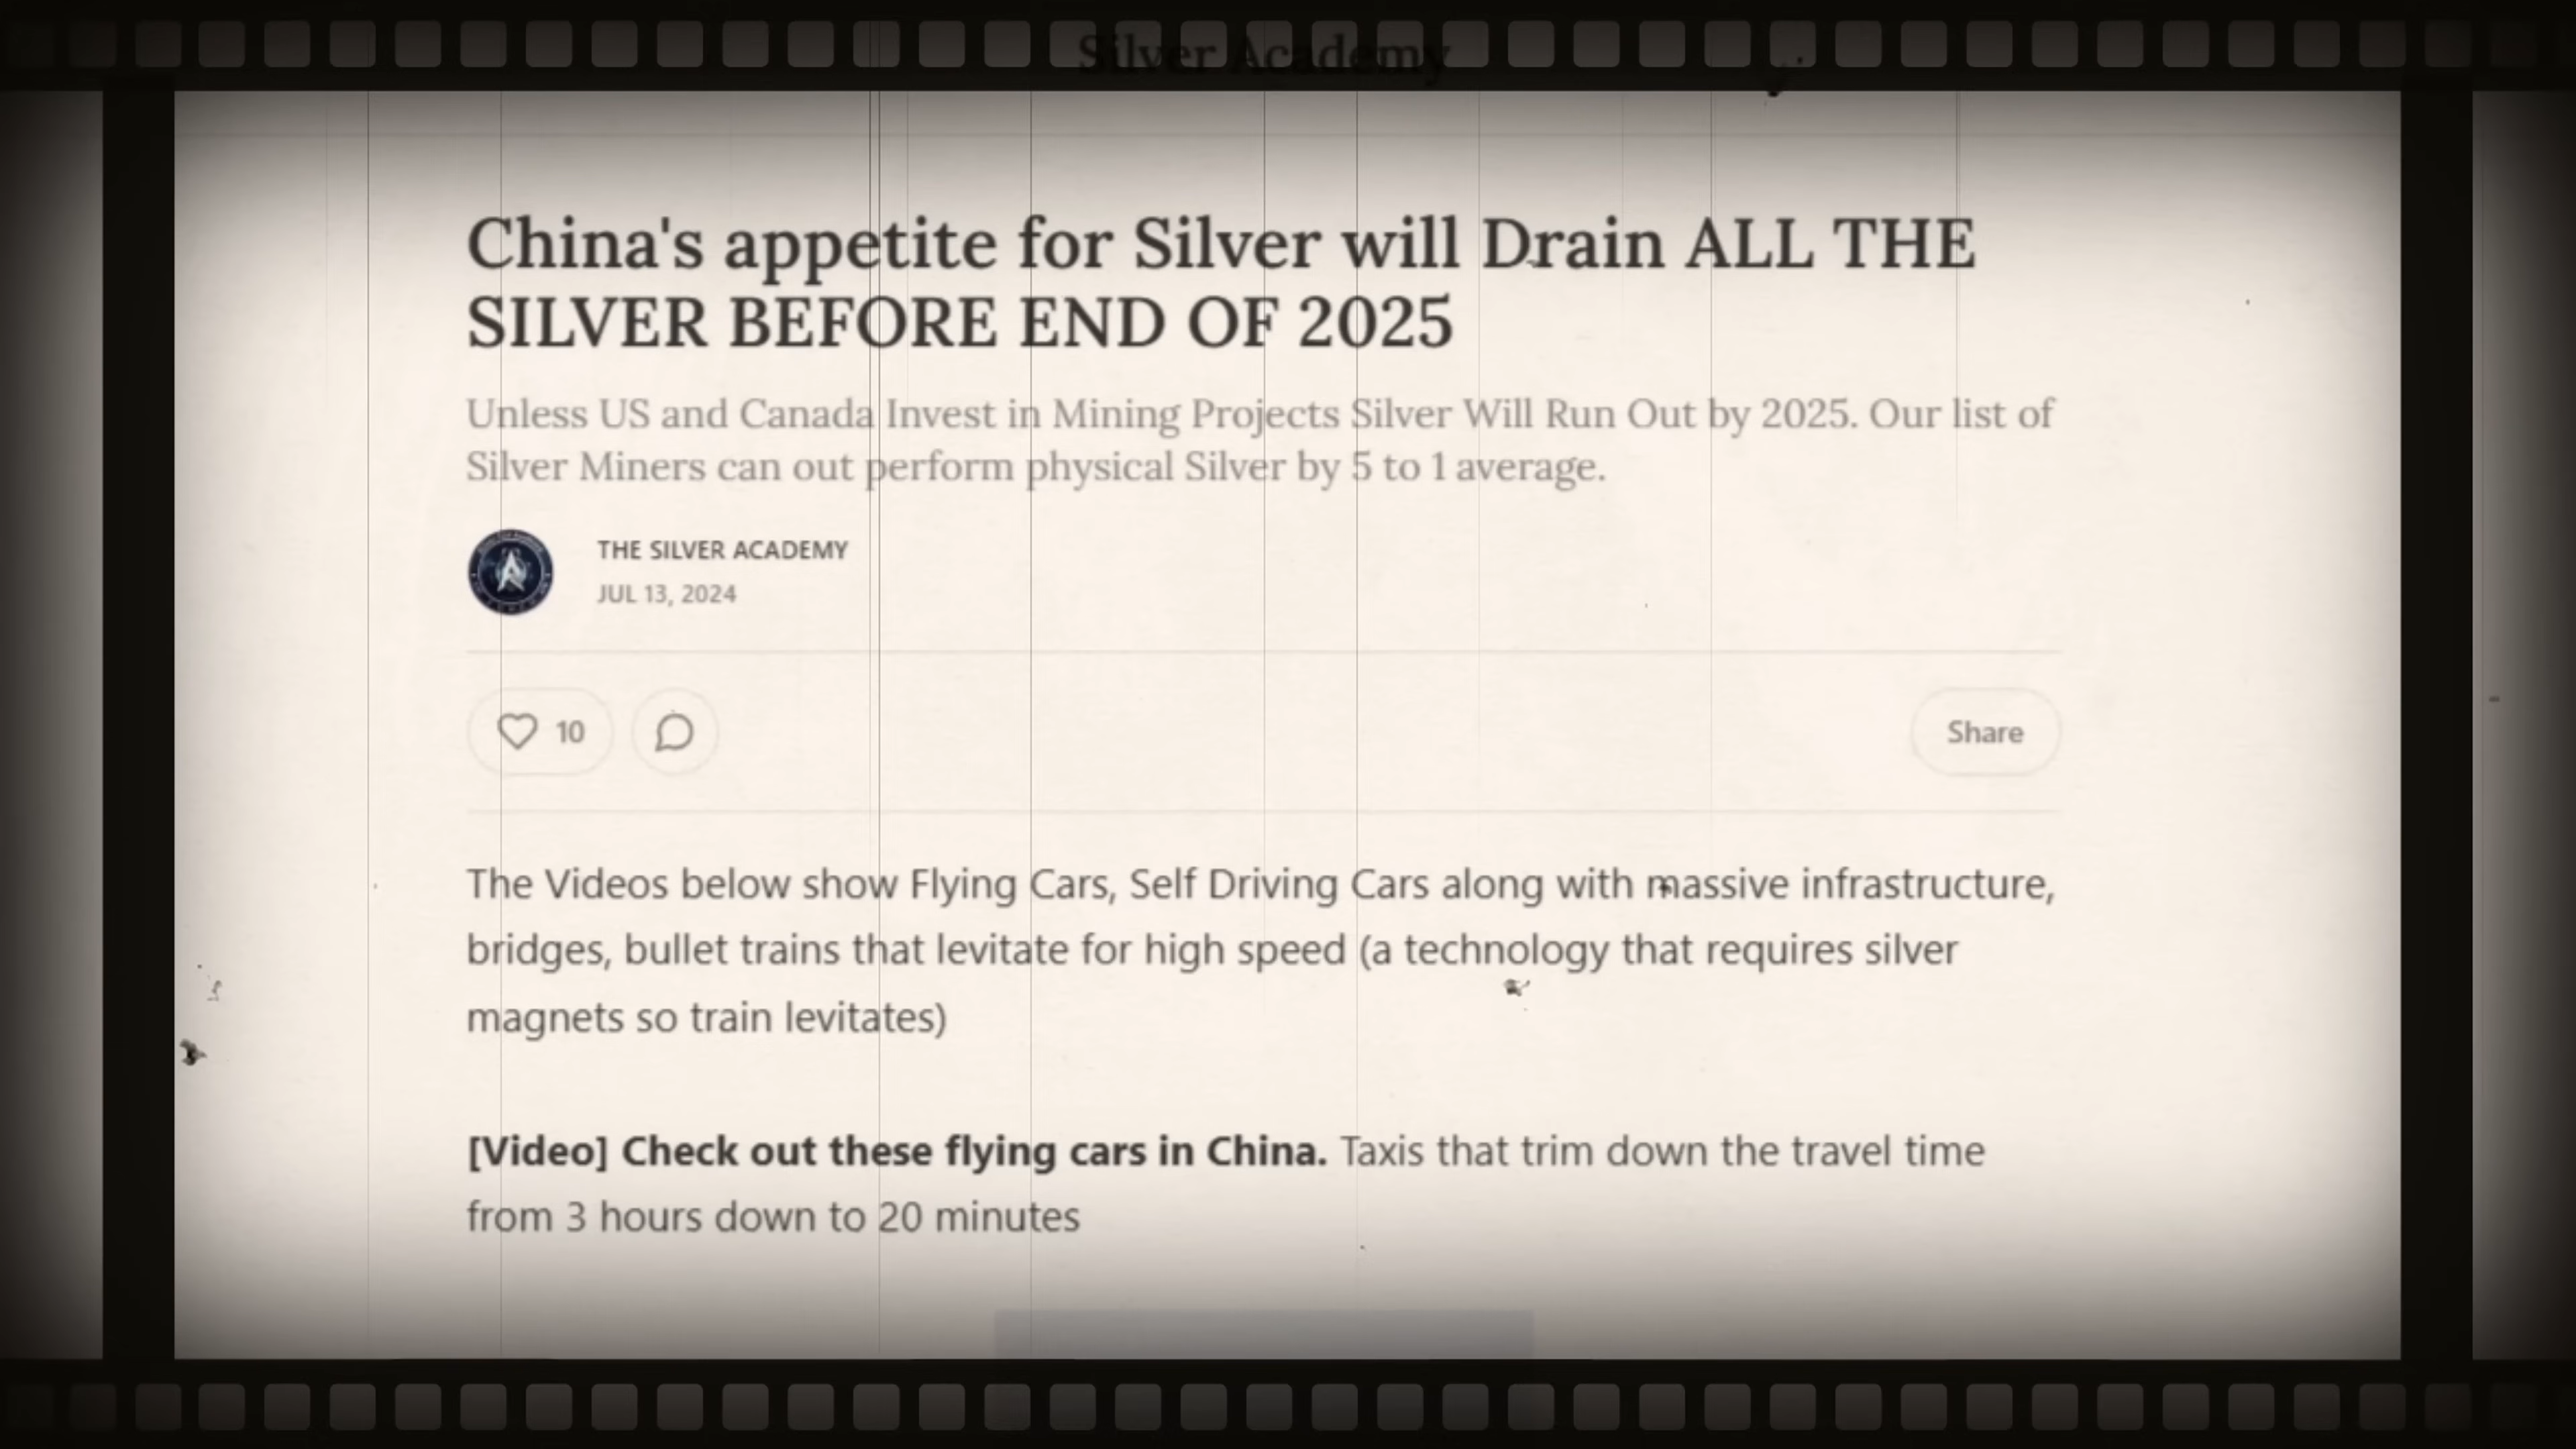 Silver Academy
China's appetite for Silver will Drain ALL THE
SILVER BEFORE END OF 2025
Unless US and Canada Invest in Mining Projects Silver Will Run Out by 2025. Our list of
Silver Miners can out perform physical Silver by 5 to 1 average.
THE SILVER ACADEMY
JUL 13, 2024
10
Share
The Videos below show Flying Cars, Self Driving Cars along with massive infrastructure,
bridges, bullet trains that levitate for high speed (a technology that requires silver
magnets so train levitates)
[Video] Check out these flying cars in China. Taxis that trim down the travel time
from 3 hours down to 20 minutes